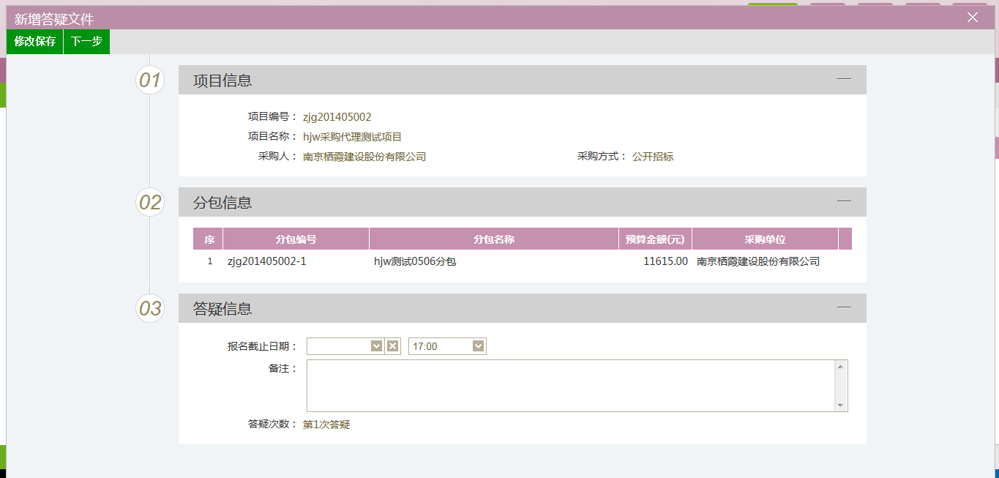 新增答疑文件
修改保存 下一步
01 项目信息
项目编号： zjg201405002
项目名称： hjw采购代理测试项目
采购人： 南京栖霞建设股份有限公司 采购方式： 公开招标
02 分包信息
序 分包编号 分包名称 预算金额(元) 采购单位
1 zjg201405002-1 hjw测试0506分包 11615.00 南京栖霞建设股份有限公司
03 答疑信息
报名截止日期： 17:00
备注：
答疑次数： 第1次答疑